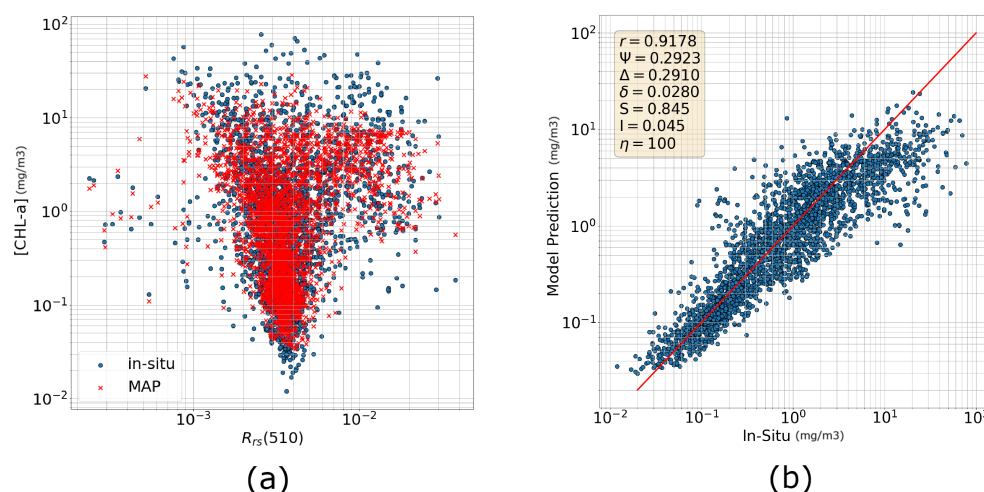 10²
10¹
10⁰
10⁻¹
10⁻²
[CHL-a] (mg/m3)
in-situ
MAP
10⁻³
10⁻²
Rrs(510)
(a)
10²
10¹
10⁰
10⁻¹
Model Prediction (mg/m3)
r = 0.9178
Ψ = 0.2923
Δ = 0.2910
δ = 0.0280
S = 0.845
I = 0.045
η = 100
10⁻²
10⁻¹
10⁰
10¹
10²
In-Situ (mg/m3)
(b)